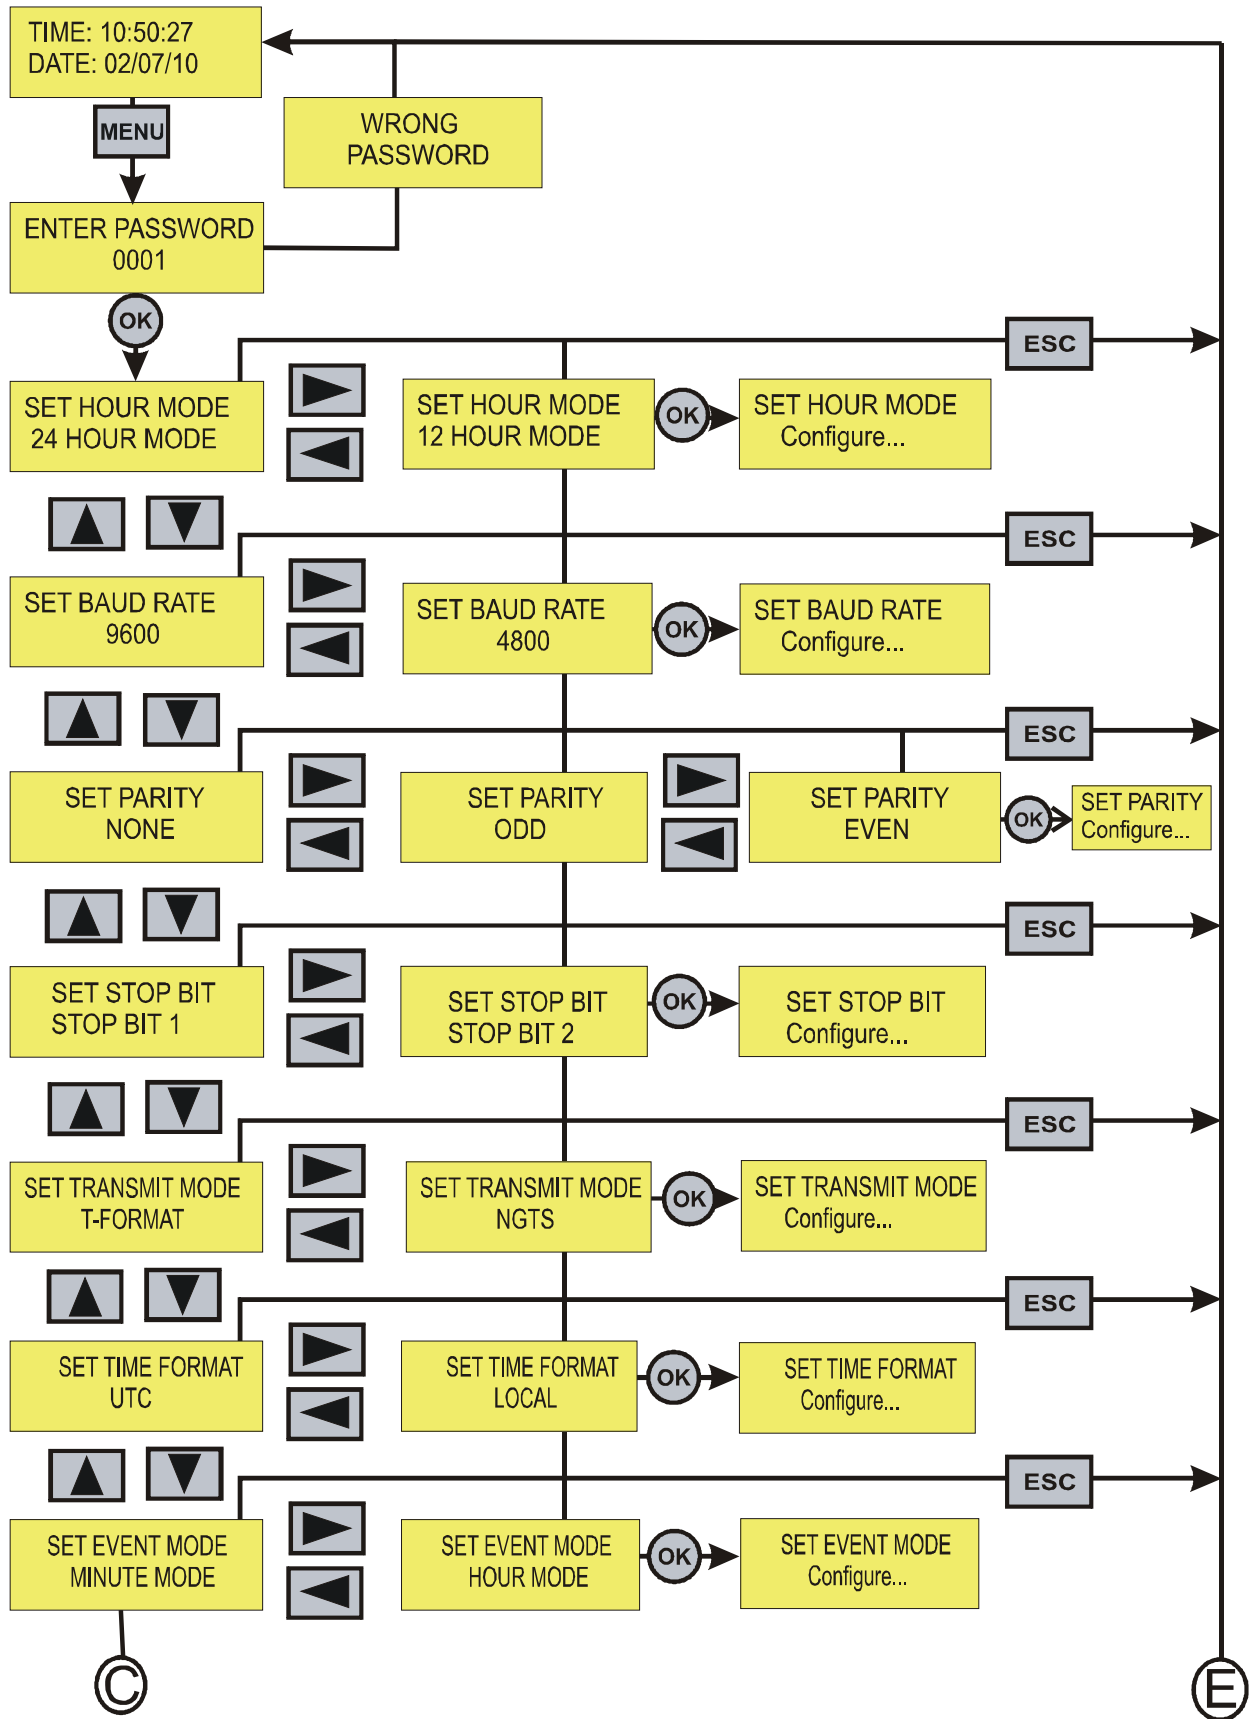 TIME: 10:50:27
DATE: 02/07/10
MENU
WRONG
PASSWORD
ENTER PASSWORD
0001
OK
ESC
SET HOUR MODE
24 HOUR MODE
SET HOUR MODE
12 HOUR MODE
OK
SET HOUR MODE
Configure...
ESC
SET BAUD RATE
9600
SET BAUD RATE
4800
OK
SET BAUD RATE
Configure...
ESC
SET PARITY
NONE
SET PARITY
ODD
SET PARITY
EVEN
OK
SET PARITY
Configure...
ESC
SET STOP BIT
STOP BIT 1
SET STOP BIT
STOP BIT 2
OK
SET STOP BIT
Configure...
ESC
SET TRANSMIT MODE
T-FORMAT
SET TRANSMIT MODE
NGTS
OK
SET TRANSMIT MODE
Configure...
ESC
SET TIME FORMAT
UTC
SET TIME FORMAT
LOCAL
OK
SET TIME FORMAT
Configure...
ESC
SET EVENT MODE
MINUTE MODE
SET EVENT MODE
HOUR MODE
OK
SET EVENT MODE
Configure...
C
E